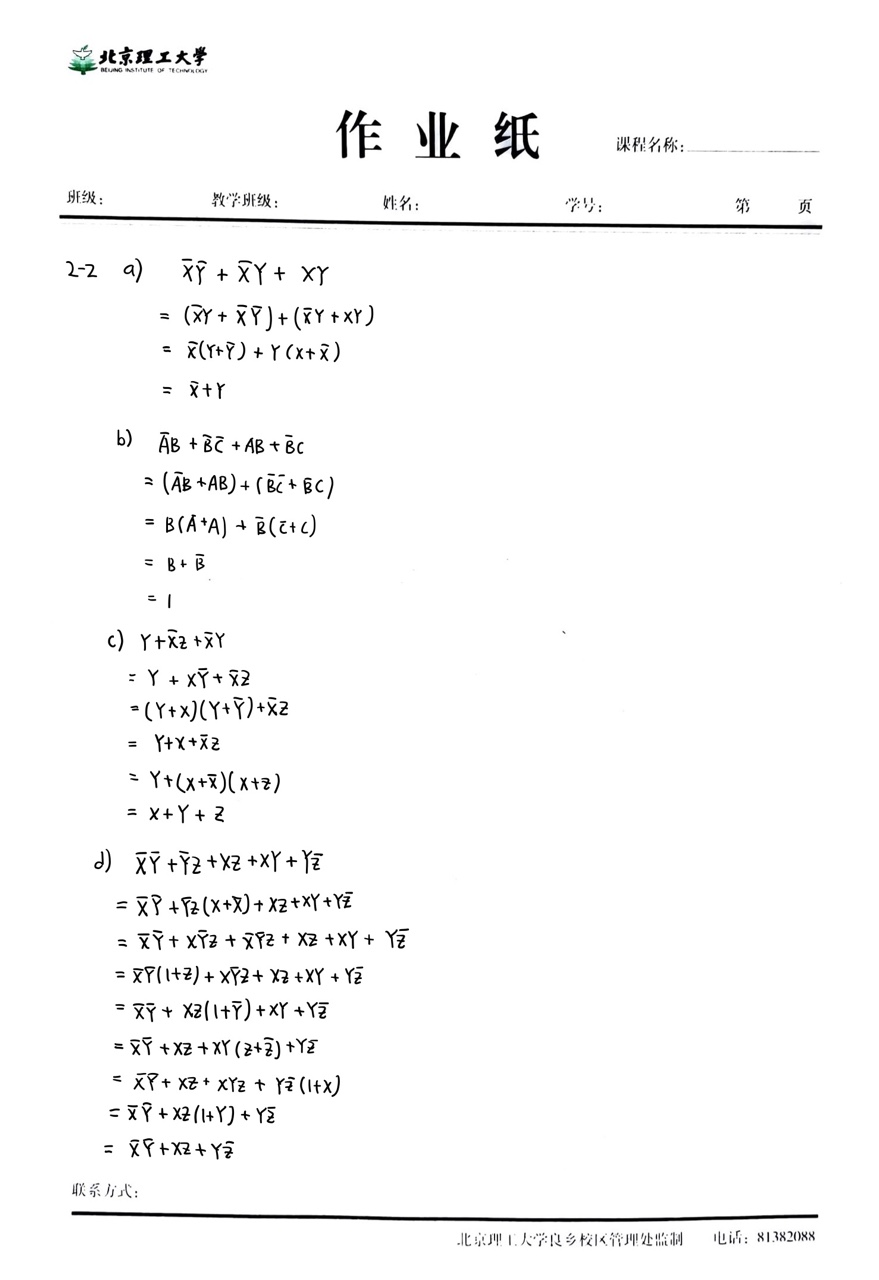 北京理工大学
BEIJING INSTITUTE OF TECHNOLOGY
作业纸
课程名称:
班级: 教学班级: 姓名: 学号: 第 页
2-2 a) X̄Ȳ + X̄Y + XY
= (X̄Y + X̄Ȳ) + (X̄Y + XY)
= X̄(Y+Ȳ) + Y(X+X̄)
= X̄+Y
b) ĀB + B̄C̄ + AB + B̄C
= (ĀB + AB) + (B̄C̄ + B̄C)
= B(Ā+A) + B̄(C̄+C)
= B + B̄
= 1
c) Y+X̄Z+X̄Y
= Y + XȲ + X̄Z
= (Y+X)(Y+Ȳ)+X̄Z
= Y+X+X̄Z
= Y+(X+X̄)(X+Z)
= X+Y+Z
d) X̄Ȳ + ȲZ + XZ + XY + YZ̄
= X̄Ȳ + ȲZ(X+X̄) + XZ + XY + YZ̄
= X̄Ȳ + XȲZ + X̄ȲZ + XZ + XY + YZ̄
= X̄Ȳ(1+Z) + XȲZ + XZ + XY + YZ̄
= X̄Ȳ + XZ(1+Ȳ) + XY + YZ̄
= X̄Ȳ + XZ + XY(Z+Z̄) + YZ̄
= X̄Ȳ + XZ + XYZ + YZ̄(1+X)
= X̄Ȳ + XZ(1+Y) + YZ̄
= X̄Ȳ + XZ + YZ̄
联系方式:
北京理工大学良乡校区管理处监制 电话: 81382088